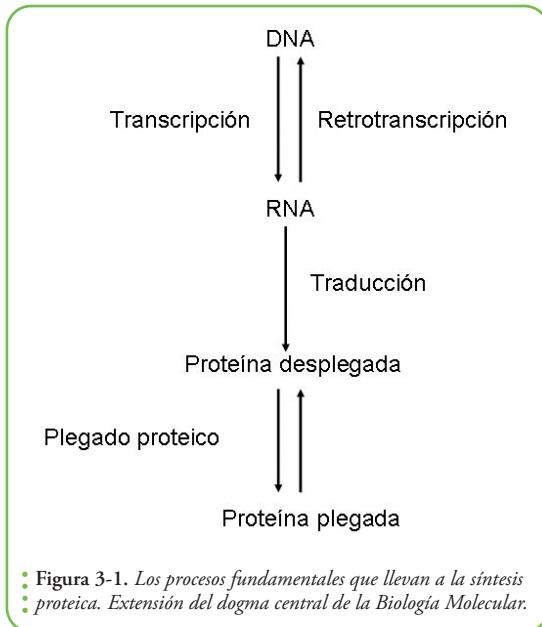 DNA
Transcripción
Retrotranscripción
RNA
Traducción
Proteína desplegada
Plegado proteico
Proteína plegada
Figura 3-1. Los procesos fundamentales que llevan a la síntesis
proteica. Extensión del dogma central de la Biología Molecular.